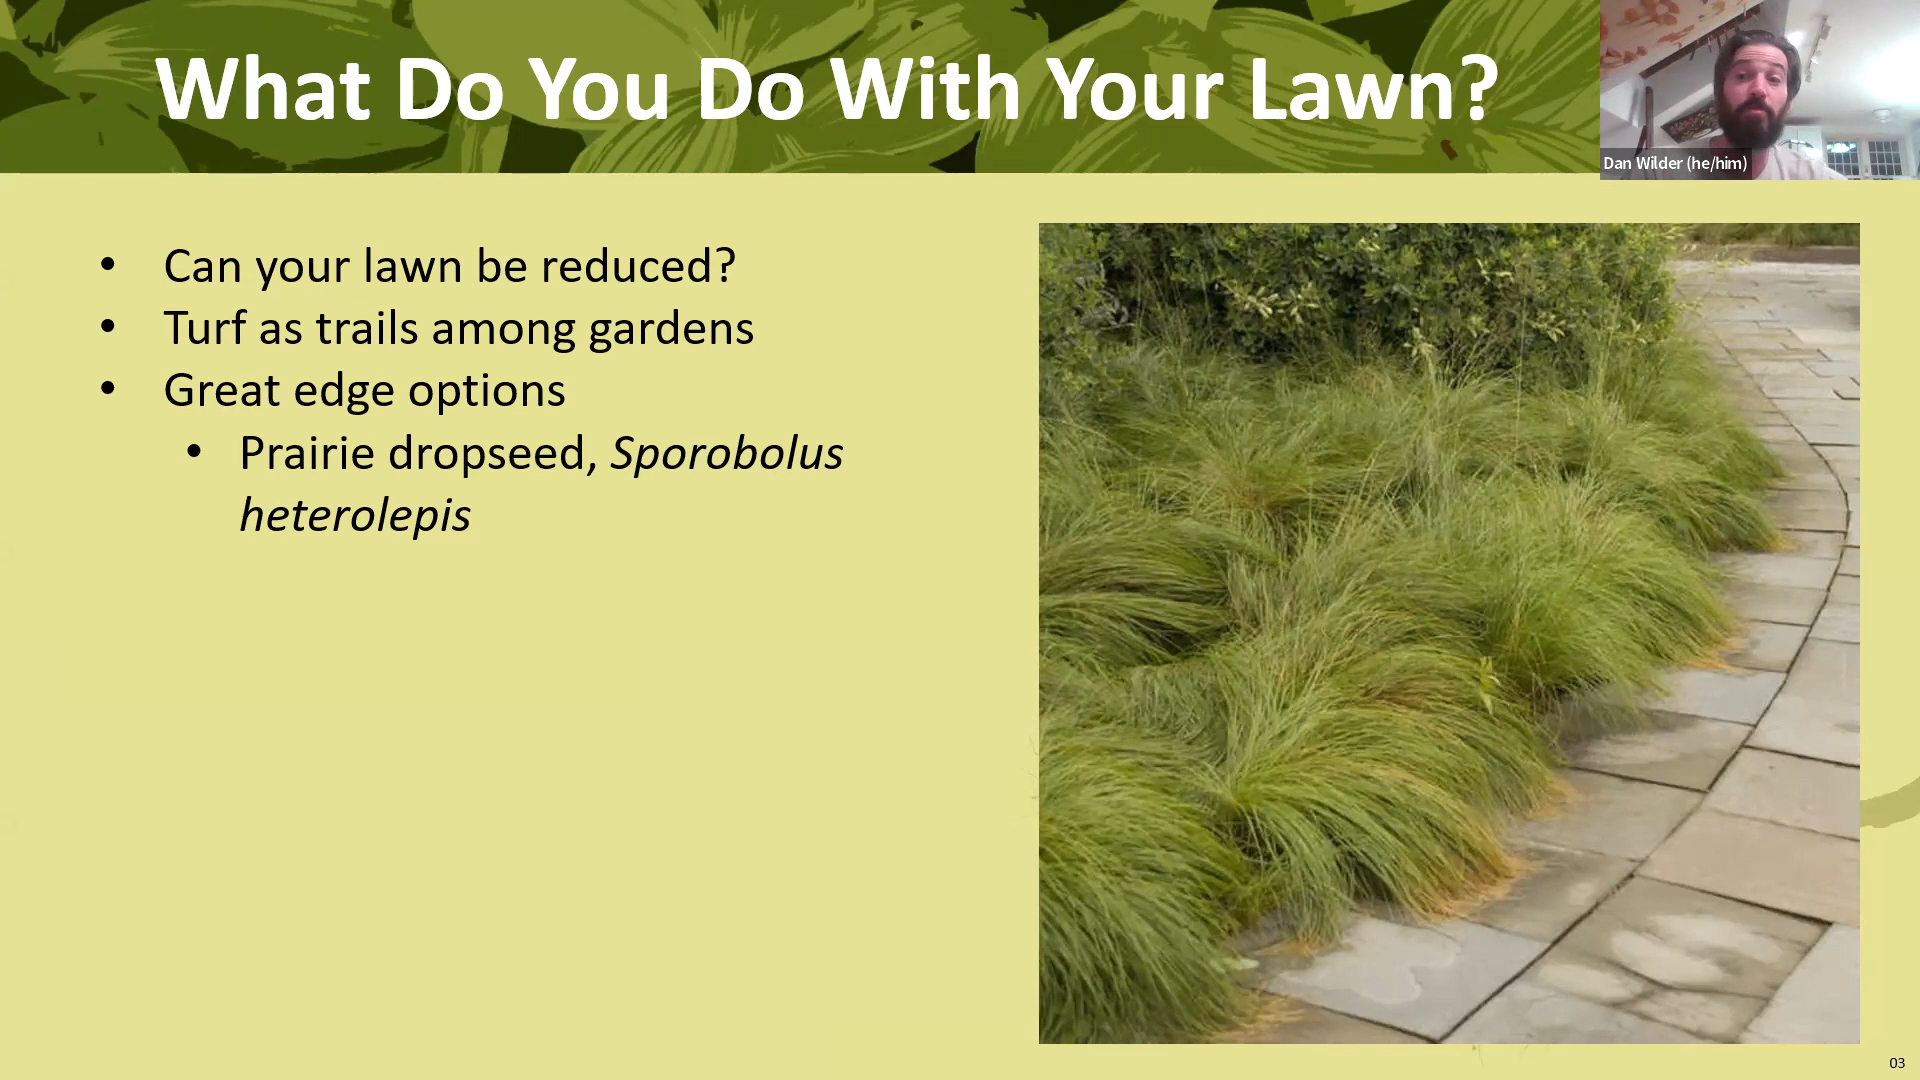 What Do You Do With Your Lawn?
Dan Wilder (he/him)
• Can your lawn be reduced?
• Turf as trails among gardens
• Great edge options
• Prairie dropseed, Sporobolus
heterolepis
03